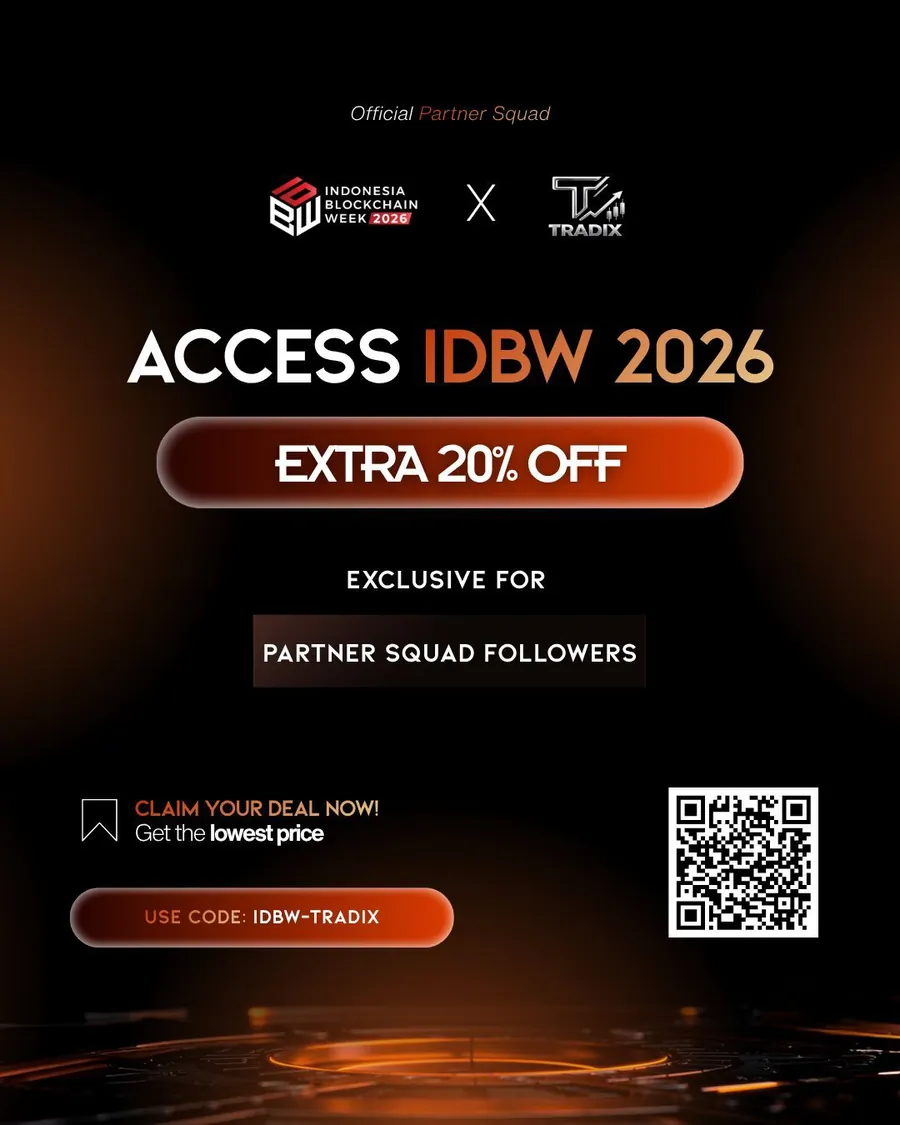 Official Partner Squad
INDONESIA
BLOCKCHAIN
WEEK 2026
X
TRADIX
ACCESS IDBW 2026
EXTRA 20% OFF
EXCLUSIVE FOR
PARTNER SQUAD FOLLOWERS
CLAIM YOUR DEAL NOW!
Get the lowest price
USE CODE: IDBW-TRADIX